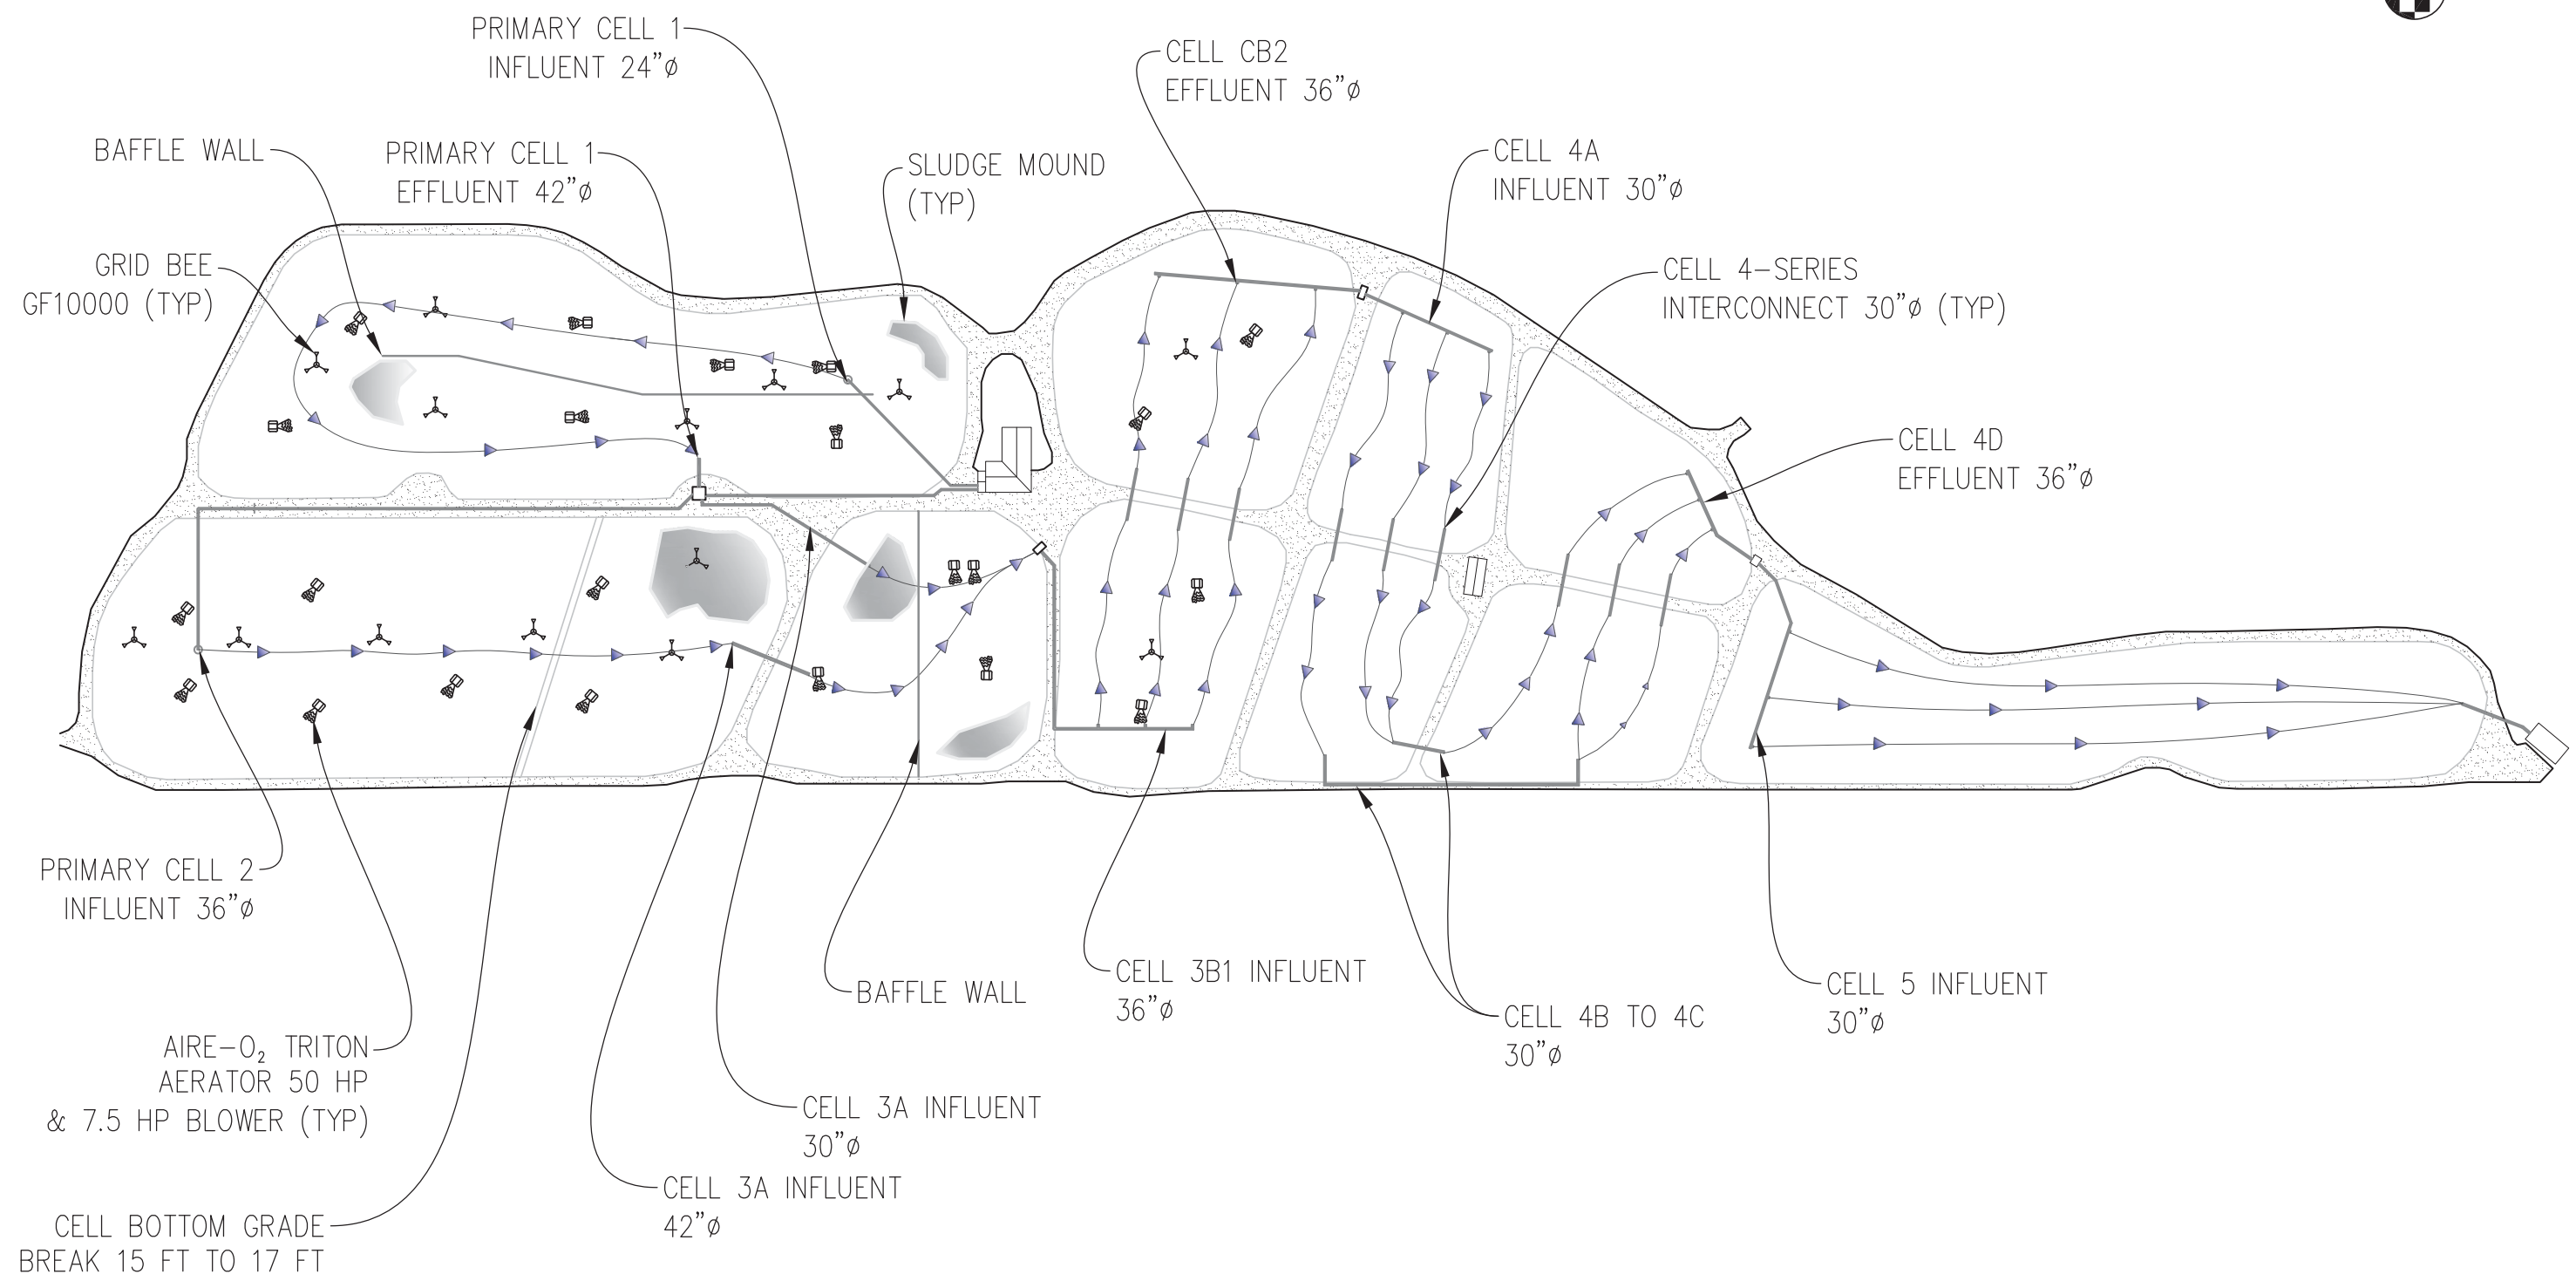 PRIMARY CELL 1
INFLUENT 24"ø
CELL CB2
EFFLUENT 36"ø
BAFFLE WALL
PRIMARY CELL 1
EFFLUENT 42"ø
SLUDGE MOUND
(TYP)
CELL 4A
INFLUENT 30"ø
GRID BEE
GF10000 (TYP)
CELL 4-SERIES
INTERCONNECT 30"ø (TYP)
CELL 4D
EFFLUENT 36"ø
PRIMARY CELL 2
INFLUENT 36"ø
BAFFLE WALL
CELL 3B1 INFLUENT
36"ø
CELL 5 INFLUENT
30"ø
CELL 4B TO 4C
30"ø
AIRE-O₂ TRITON
AERATOR 50 HP
& 7.5 HP BLOWER (TYP)
CELL 3A INFLUENT
30"ø
CELL 3A INFLUENT
42"ø
CELL BOTTOM GRADE
BREAK 15 FT TO 17 FT